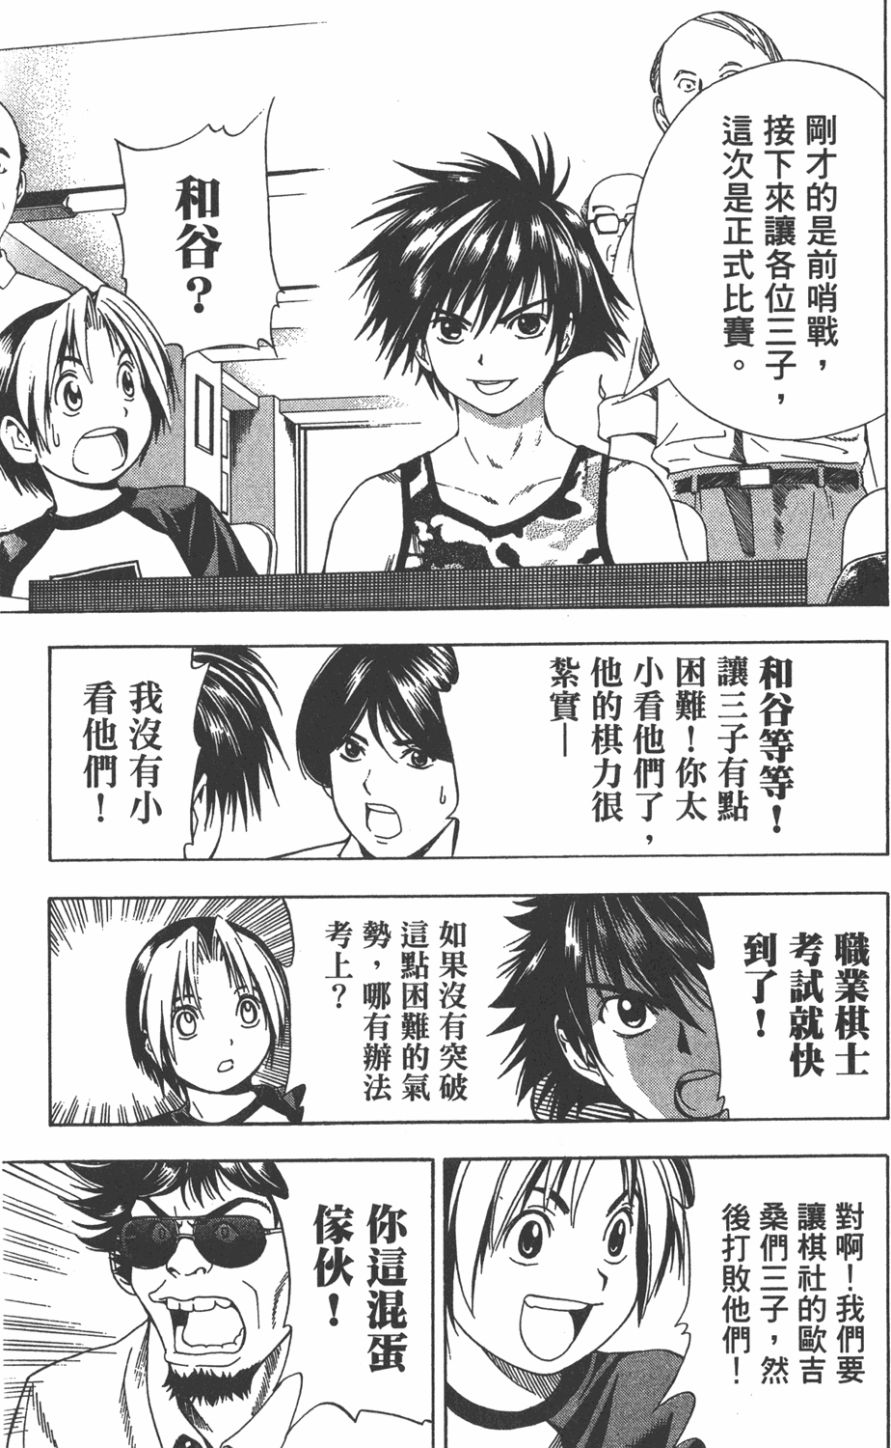 剛才的是前哨戰，
接下來讓各位三子，
這次是正式比賽。
和谷？
和谷等等！
讓三子有點
困難！你太
小看他們了，
他的棋力很
紮實—
我沒有小
看他們！
職業棋士
考試就快
到了！
如果沒有突破
這點困難的氣
勢，哪有辦法
考上？
對啊！我們要
讓棋社的歐吉
桑們三子，然
後打敗他們！
你這混蛋
傢伙！